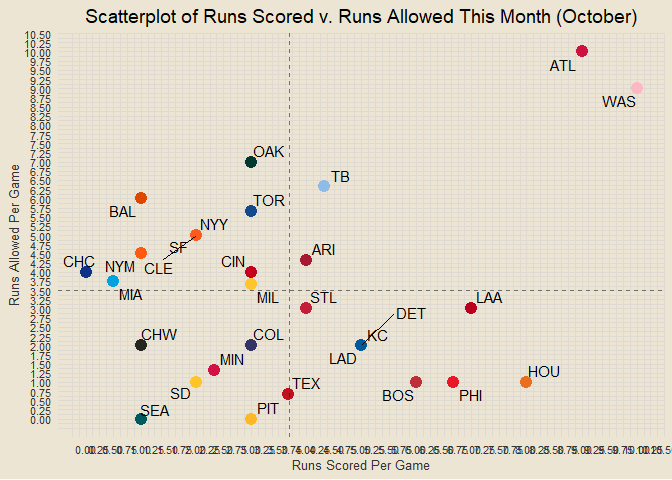 Scatterplot of Runs Scored v. Runs Allowed This Month (October)
10.50
10.25
10.00
9.75
9.50
9.25
9.00
8.75
8.50
8.25
8.00
7.75
7.50
7.25
7.00
6.75
6.50
6.25
6.00
5.75
5.50
5.25
5.00
4.75
4.50
4.25
4.00
3.75
3.50
3.25
3.00
2.75
2.50
2.25
2.00
1.75
1.50
1.25
1.00
0.75
0.50
0.25
0.00
Runs Allowed Per Game
ATL
WAS
OAK
TB
TOR
BAL
NYY
SF
ARI
CHC
NYM
CLE
CIN
MIA
MIL
STL
LAA
DET
CHW
COL
KC
LAD
MIN
HOU
SD
TEX
BOS
PHI
SEA
PIT
Runs Scored Per Game